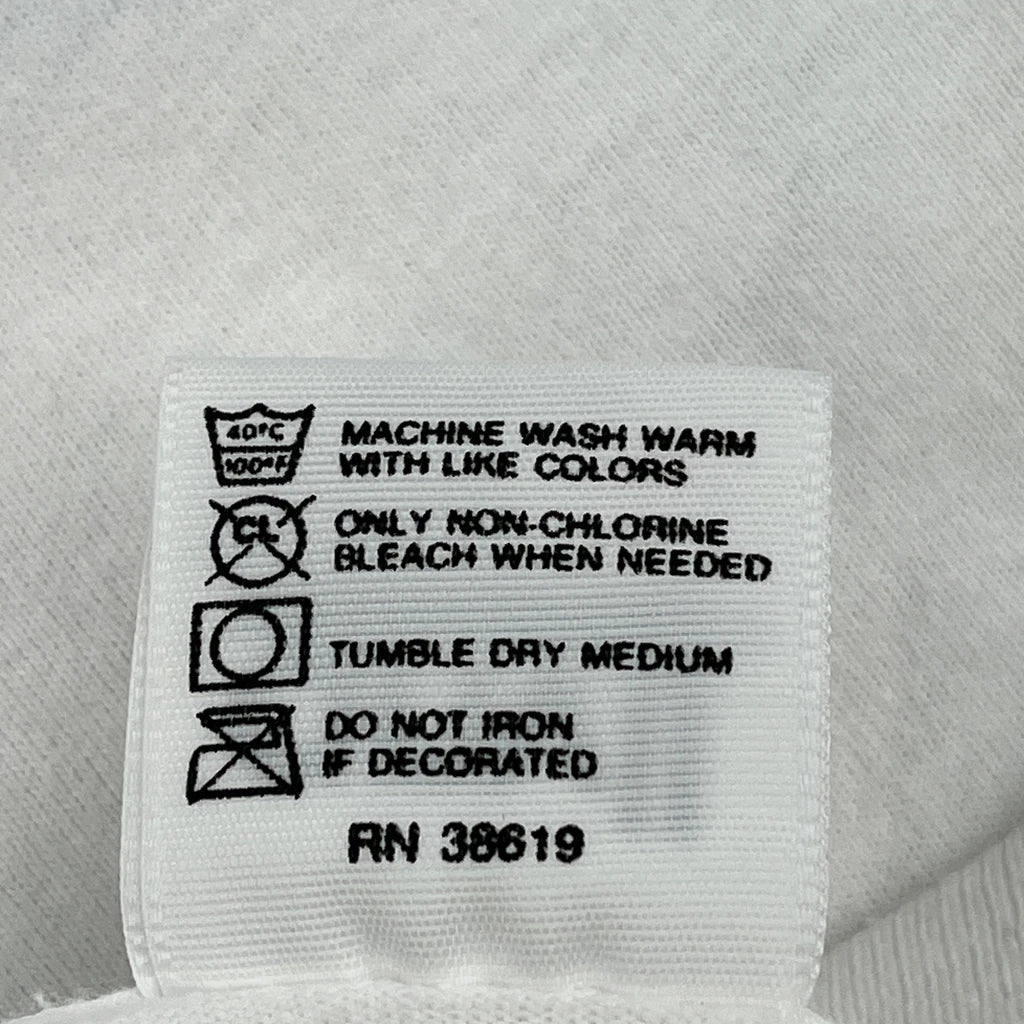 40°C
100°F
MACHINE WASH WARM
WITH LIKE COLORS
CL
ONLY NON-CHLORINE
BLEACH WHEN NEEDED
TUMBLE DRY MEDIUM
DO NOT IRON
IF DECORATED
RN 38619